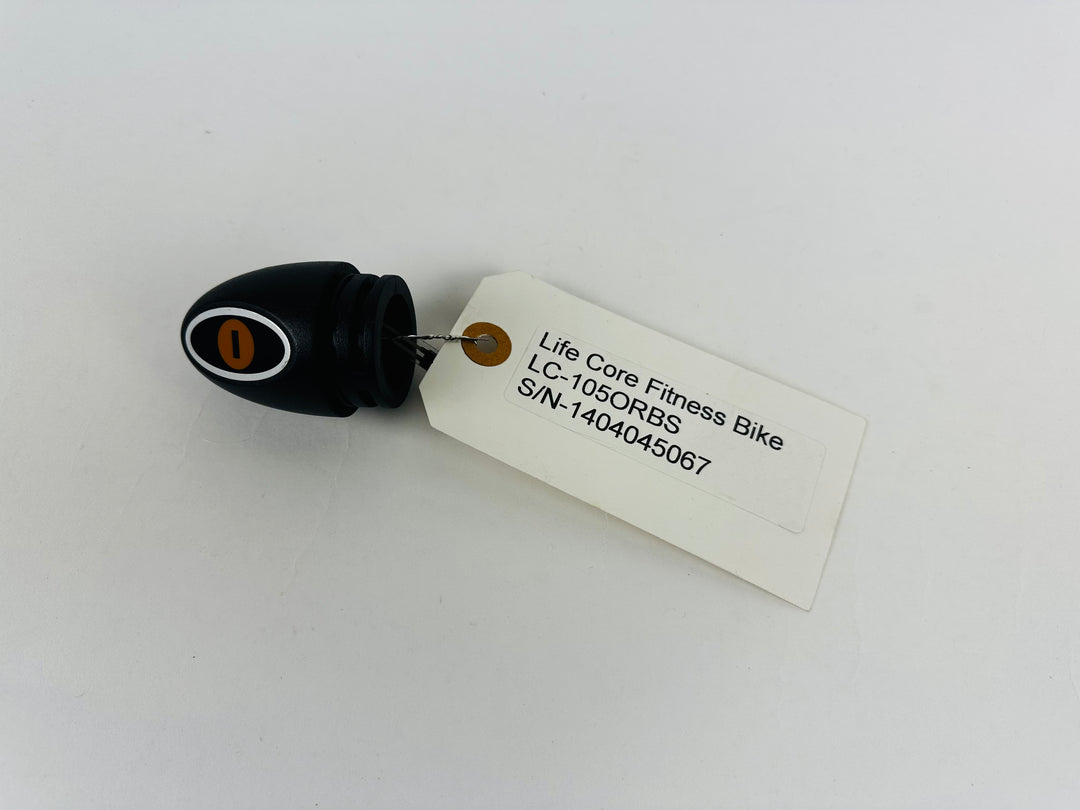 Life Core Fitness Bike
LC-105ORBS
S/N-1404045067